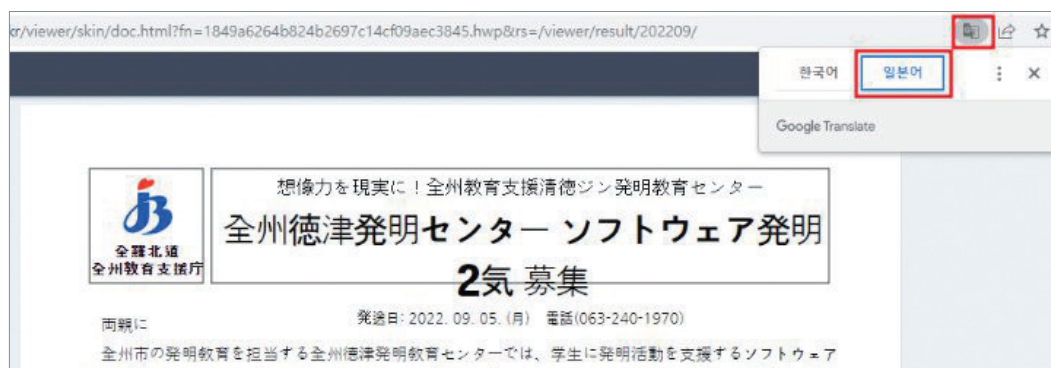 /viewer/skin/doc.html?fn=1849a6264b824b2697c14cf09aec3845.hwp&rs=/viewer/result/202209/
한국어 일본어
Google Translate
想像力を現実に！全州教育支援清徳ジン発明教育センター
全州徳津発明センター ソフトウェア発明
2気 募集
全羅北道
全州教育支援庁
発送日: 2022. 09. 05. (月) 電話(063-240-1970)
両親に
全州市の発明教育を担当する全州徳津発明教育センターでは、学生に発明活動を支援するソフトウェア